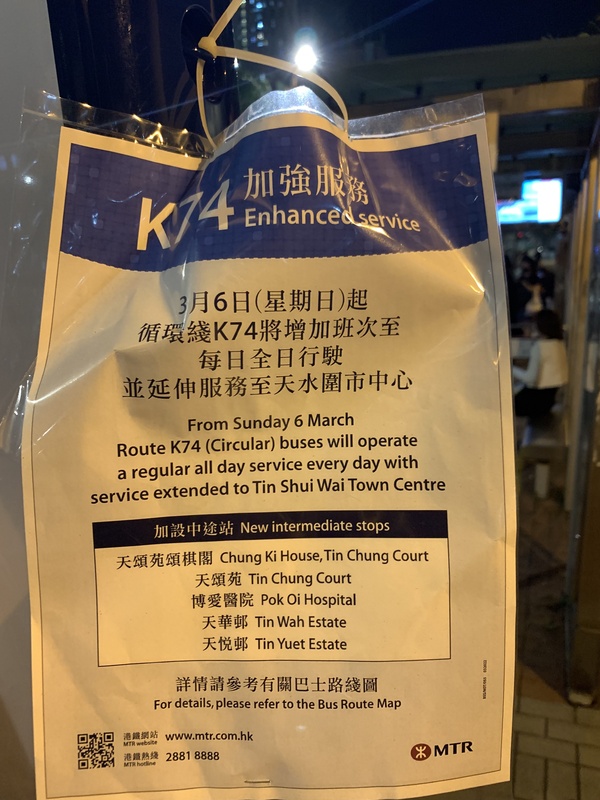 K74 加強服務
Enhanced service
3月6日(星期日)起
循環綫K74將增加班次至
每日全日行駛
並延伸服務至天水圍市中心
From Sunday 6 March
Route K74 (Circular) buses will operate
a regular all day service every day with
service extended to Tin Shui Wai Town Centre
加設中途站 New intermediate stops
天頌苑頌棋閣 Chung Ki House, Tin Chung Court
天頌苑 Tin Chung Court
博愛醫院 Pok Oi Hospital
天華邨 Tin Wah Estate
天悅邨 Tin Yuet Estate
詳情請參考有關巴士路綫圖
For details, please refer to the Bus Route Map
港鐵網站
MTR website
www.mtr.com.hk
港鐵熱綫
MTR hotline
2881 8888
MTR